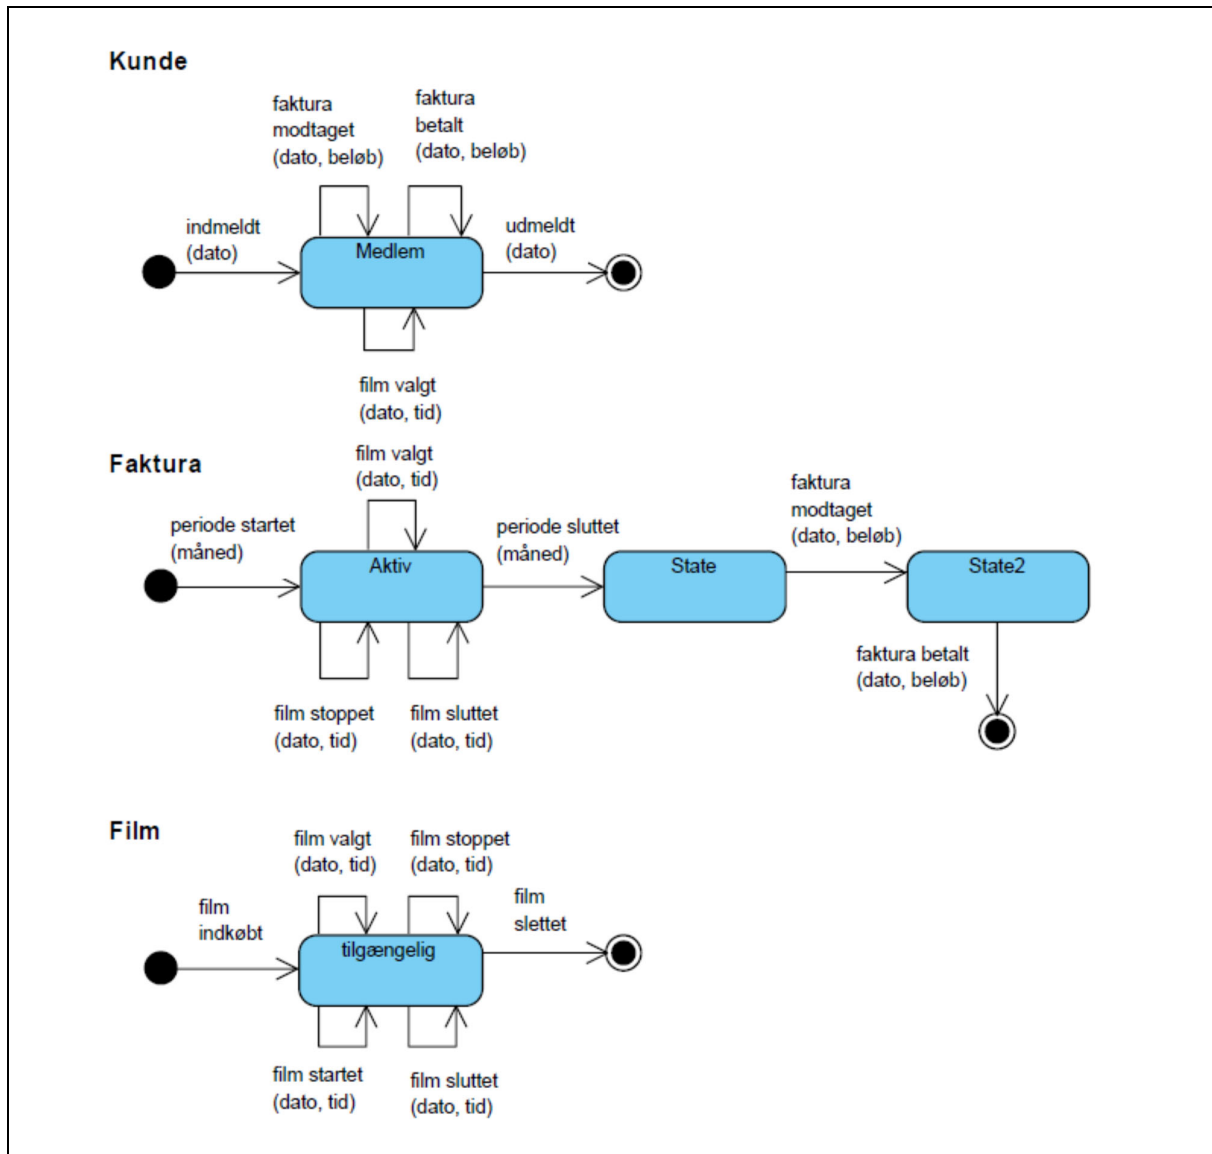 Kunde
faktura
modtaget
(dato, beløb)
faktura
betalt
(dato, beløb)
indmeldt
(dato)
Medlem
udmeldt
(dato)
film valgt
(dato, tid)
Faktura
film valgt
(dato, tid)
periode startet
(måned)
Aktiv
periode sluttet
(måned)
State
faktura
modtaget
(dato, beløb)
State2
faktura betalt
(dato, beløb)
film stoppet
(dato, tid)
film sluttet
(dato, tid)
Film
film valgt
(dato, tid)
film stoppet
(dato, tid)
film
indkøbt
tilgængelig
film
slettet
film startet
(dato, tid)
film sluttet
(dato, tid)